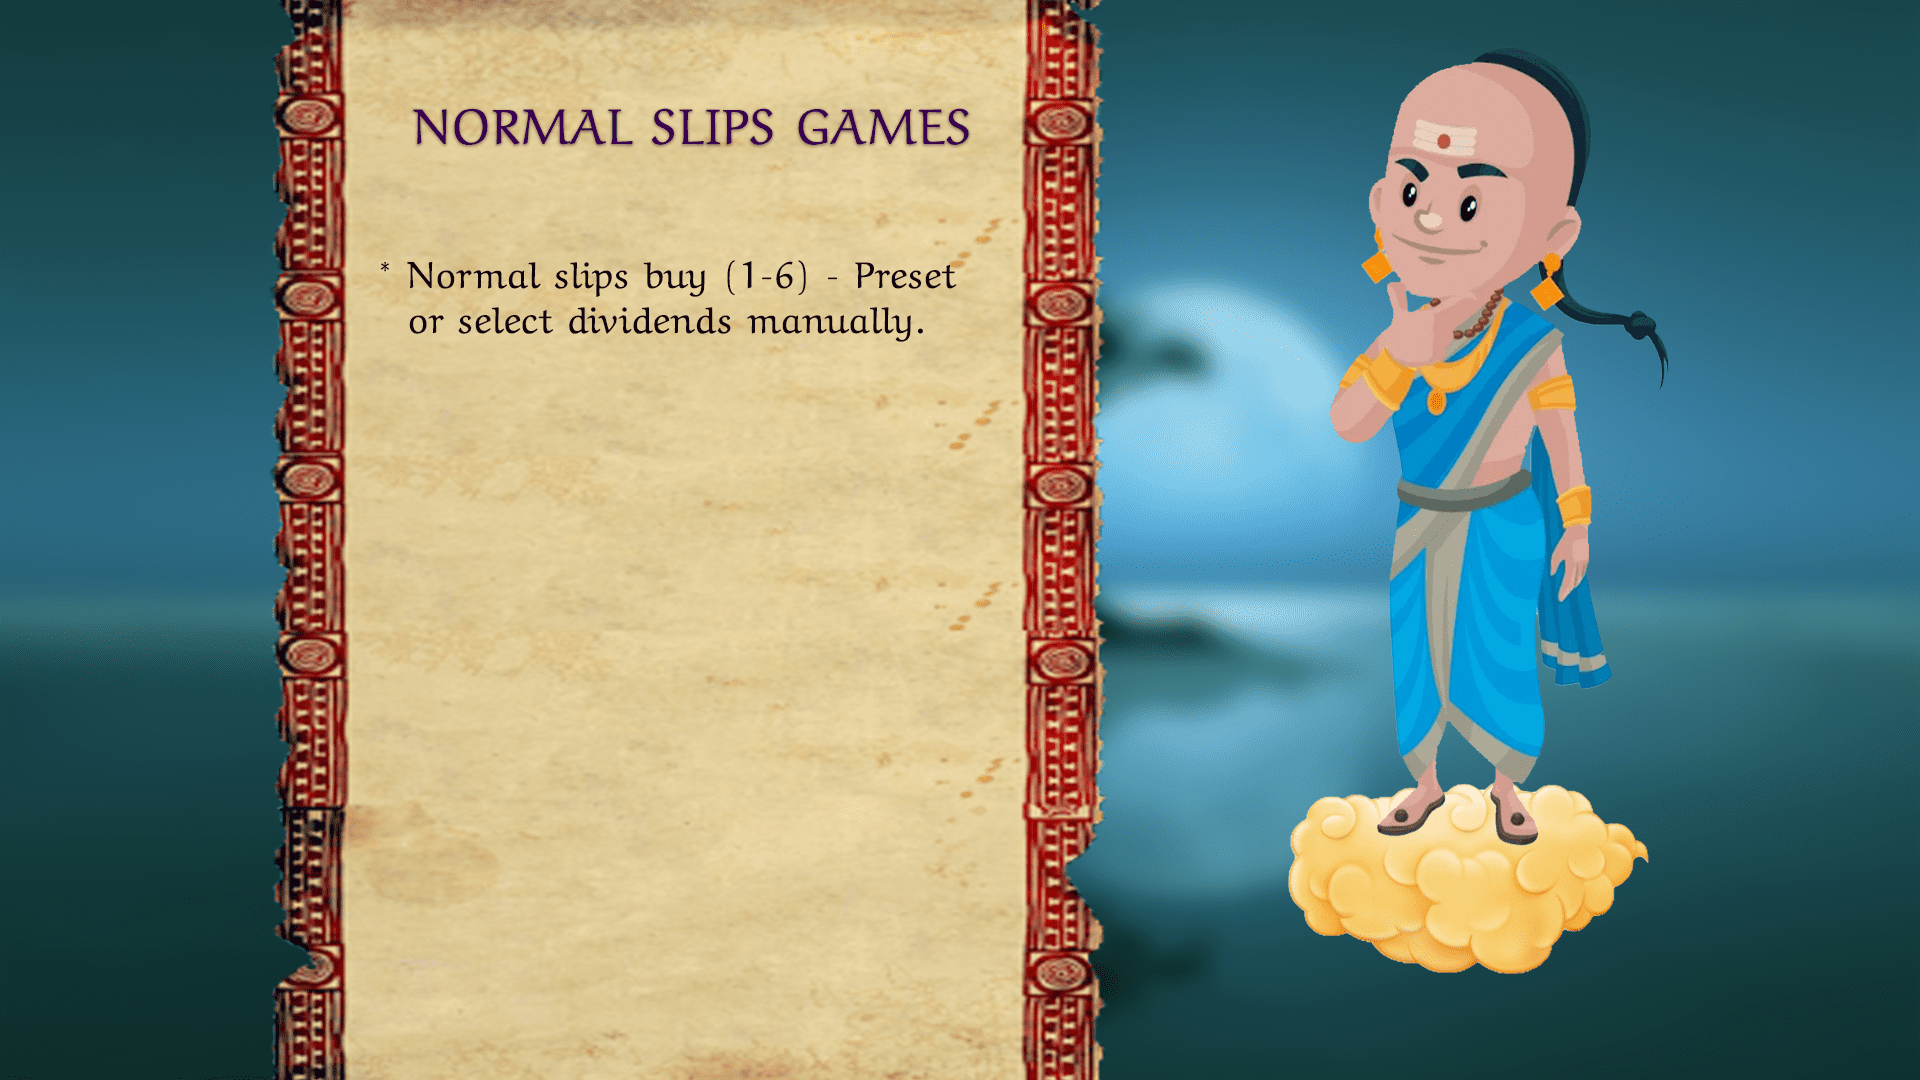 NORMAL SLIPS GAMES
* Normal slips buy (1-6) - Preset
or select dividends manually.